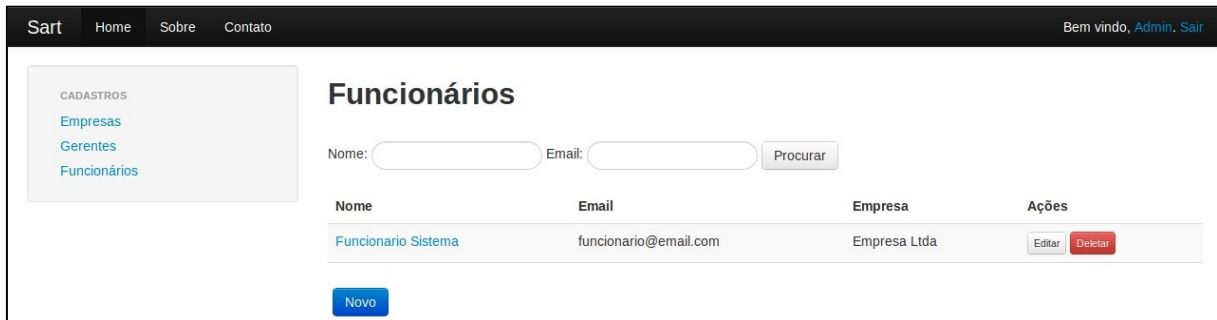 Sart Home Sobre Contato Bem vindo, Admin. Sair
CADASTROS
Empresas
Gerentes
Funcionários
Funcionários
Nome: Email: Procurar
Nome Email Empresa Ações
Funcionario Sistema funcionario@email.com Empresa Ltda Editar Deletar
Novo